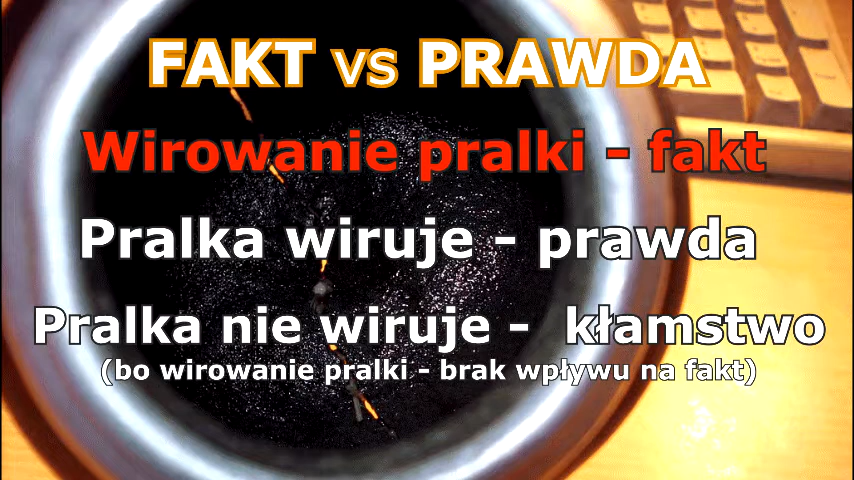 FAKT vs PRAWDA
Wirowanie pralki - fakt
Pralka wiruje - prawda
Pralka nie wiruje - kłamstwo
(bo wirowanie pralki - brak wpływu na fakt)